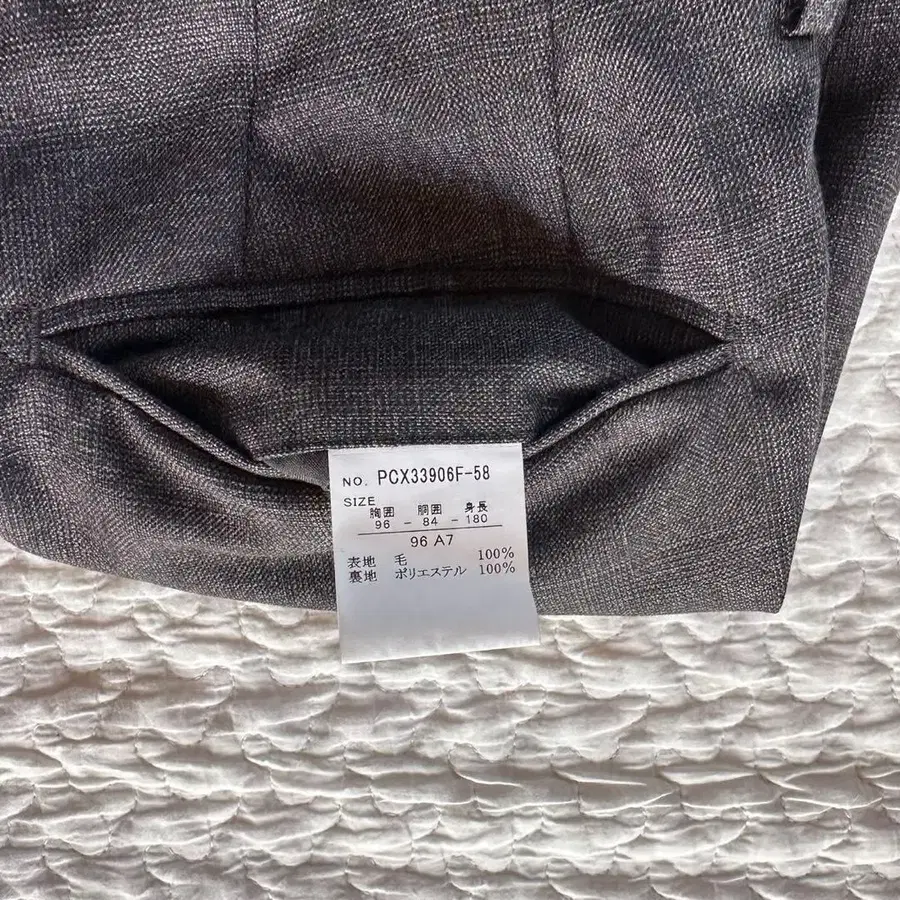 NO. PCX33906F-58
SIZE
胸囲 胴囲 身長
96 - 84 - 180
96 A7
表地 毛 100%
裏地 ポリエステル 100%